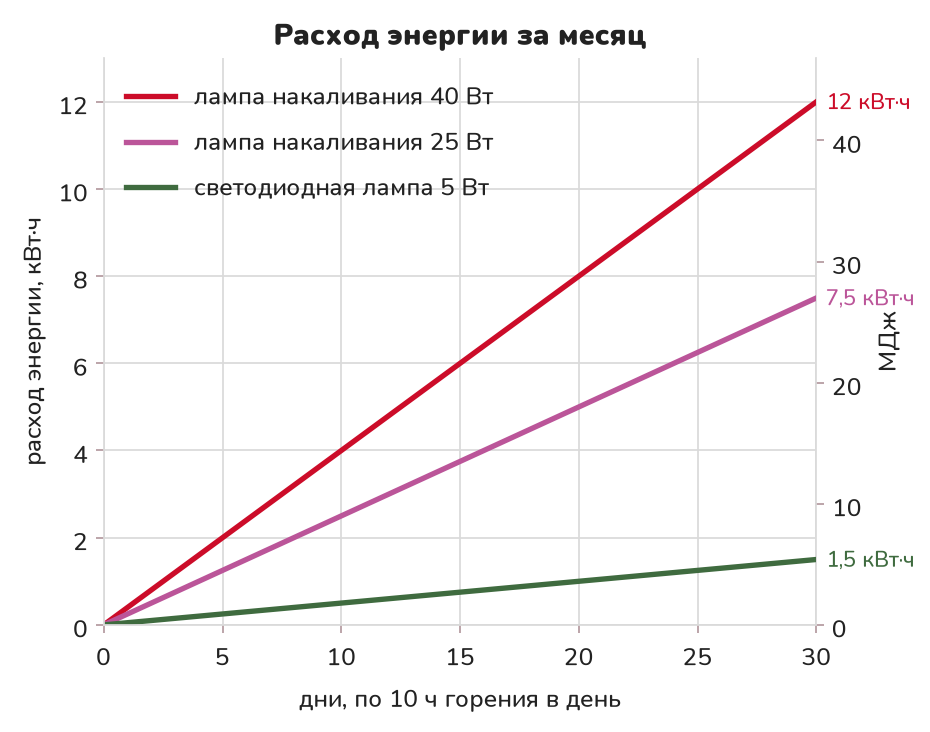 Расход энергии за месяц
лампа накаливания 40 Вт
лампа накаливания 25 Вт
светодиодная лампа 5 Вт
расход энергии, кВт·ч
12
10
8
6
4
2
0
12 кВт·ч
40
30
7,5 кВт·ч
МДж
20
10
1,5 кВт·ч
0
0 5 10 15 20 25 30
дни, по 10 ч горения в день